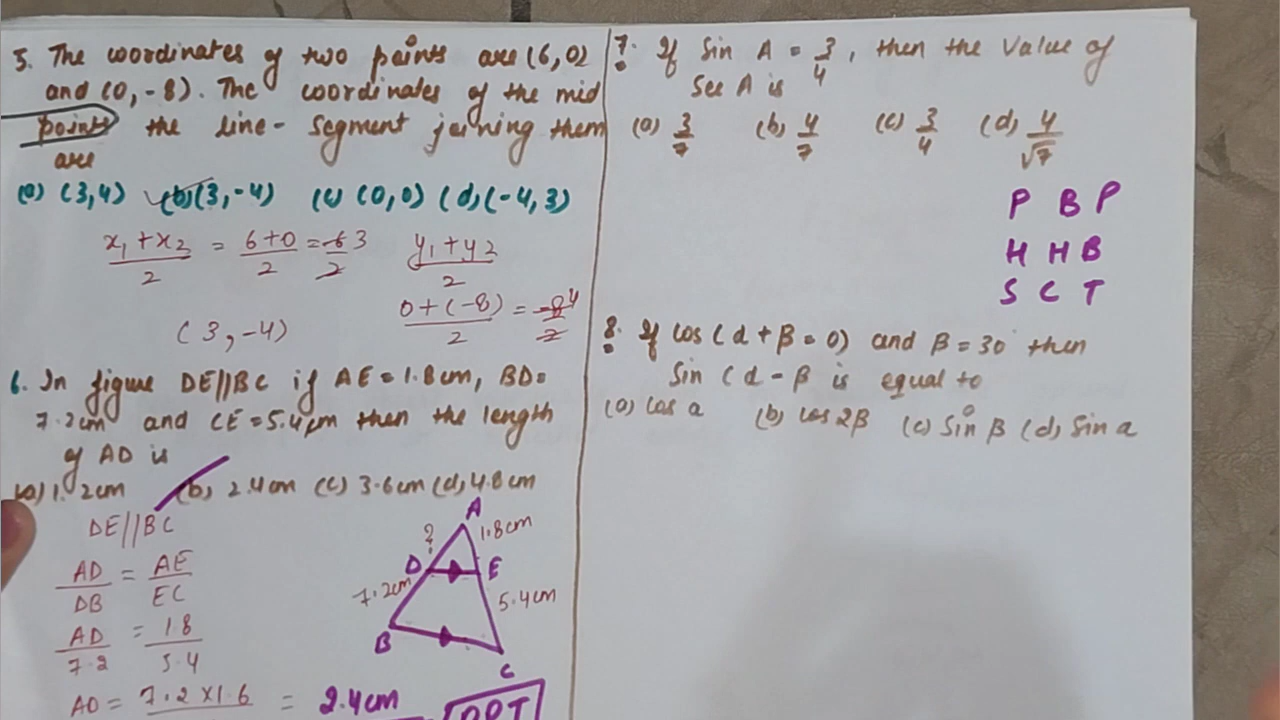 5. The coordinates of two points are (6,0)
and (0,-8). The coordinates of the mid
points the line-segment joining them
are
(a) (3,4) (b) (3,-4) (c) (0,0) (d) (-4,3)
x₁+x₂/2 = 6+0/2 = 6/2 3
y₁+y₂/2
0+(-8)/2 = -8/2 4
(3,-4)
6. In figure DE||BC if AE=1.8cm, BD=
7.2cm and CE=5.4cm then the length
of AD is
(a) 1.2cm (b) 2.4cm (c) 3.6cm (d) 4.8cm
DE||BC
AD/DB = AE/EC
AD/7.2 = 1.8/5.4
AD = 7.2×1.6 = 2.4cm
A
?
1.8cm
D
E
7.2cm
5.4cm
B
C
7. If Sin A = 3/4, then the Value of
Sec A is
(a) 3/7 (b) 4/7 (c) 3/4 (d) 4/√7
P B P
H H B
S C T
8. If cos(α+β=0) and β=30° then
Sin (α-β is equal to
(a) cos a (b) cos 2β (c) Sin β (d) Sin a